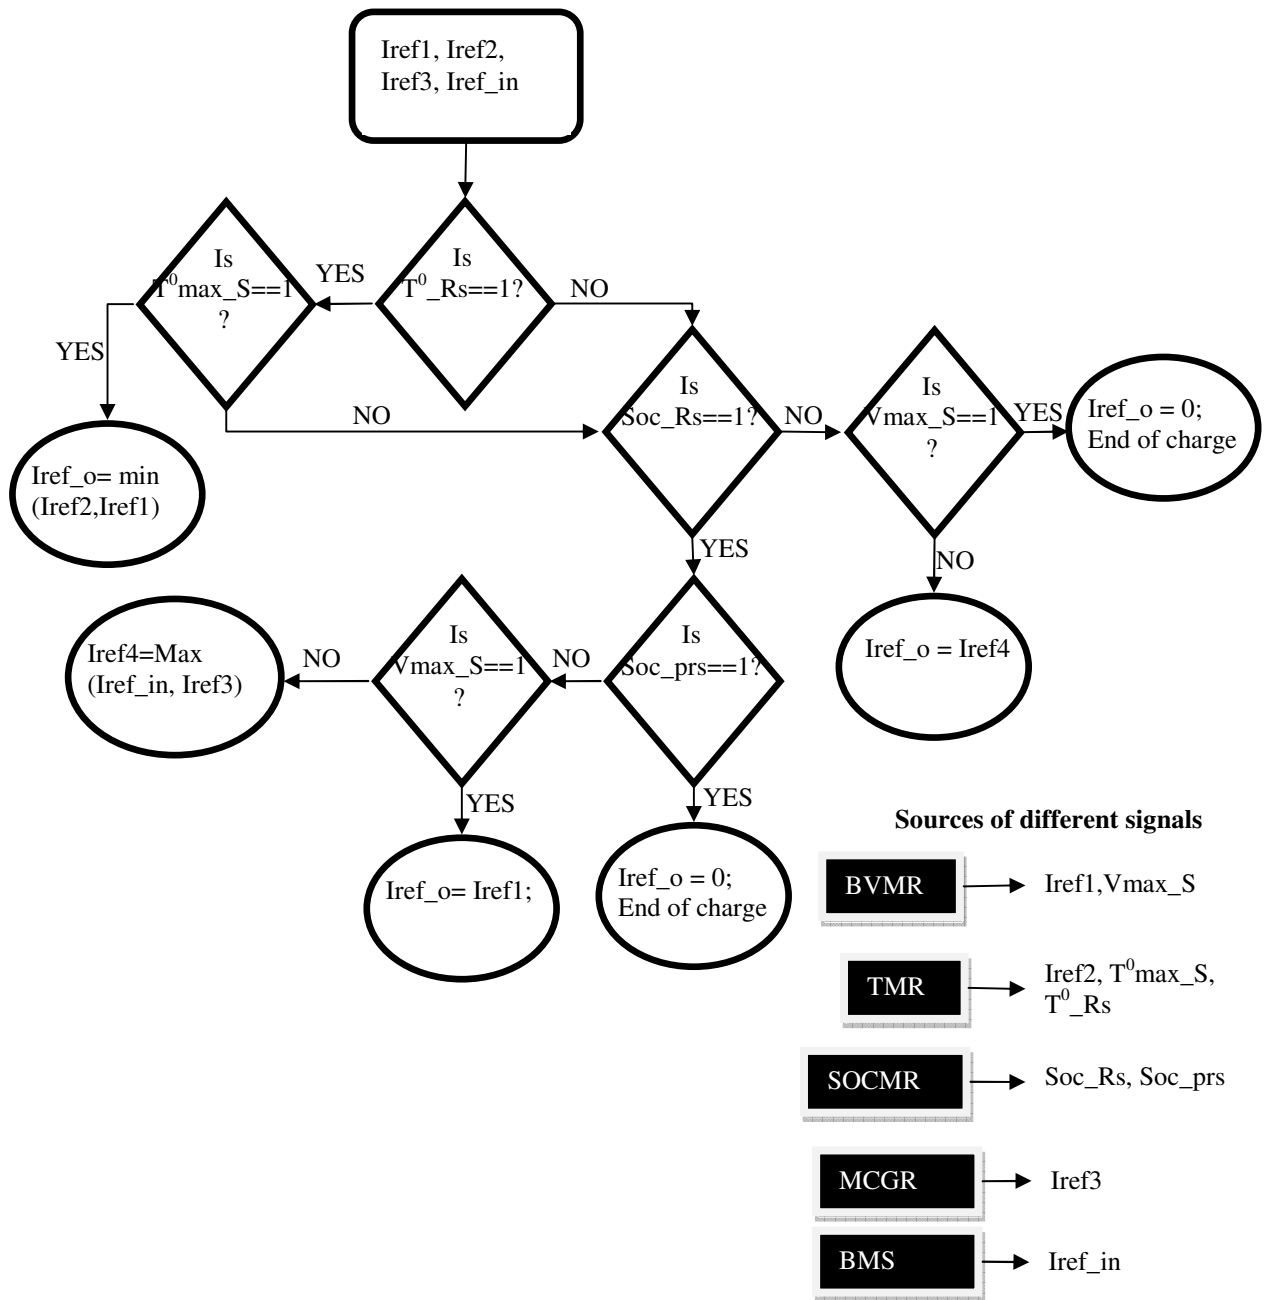 Iref1, Iref2,
Iref3, Iref_in
Is
T⁰max_S==1
?
YES
Is
T⁰_Rs==1?
NO
YES
NO
Iref_o= min
(Iref2,Iref1)
Is
Soc_Rs==1?
NO
Is
Vmax_S==1
?
YES
Iref_o = 0;
End of charge
YES
NO
Iref_o = Iref4
Iref4=Max
(Iref_in, Iref3)
NO
Is
Vmax_S==1
?
NO
Is
Soc_prs==1?
YES
YES
Iref_o= Iref1;
Iref_o = 0;
End of charge
Sources of different signals
BVMR
Iref1,Vmax_S
TMR
Iref2, T⁰max_S,
T⁰_Rs
SOCMR
Soc_Rs, Soc_prs
MCGR
Iref3
BMS
Iref_in